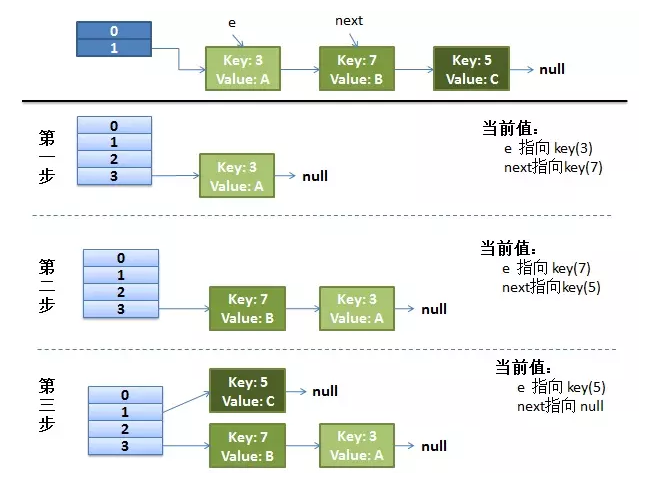 e
next
0
1
Key: 3
Value: A
Key: 7
Value: B
Key: 5
Value: C
null
第一步
0
1
2
3
Key: 3
Value: A
null
当前值：
e 指向 key(3)
next指向key(7)
第二步
0
1
2
3
Key: 7
Value: B
Key: 3
Value: A
null
当前值：
e 指向 key(7)
next指向key(5)
第三步
0
1
2
3
Key: 5
Value: C
null
Key: 7
Value: B
Key: 3
Value: A
null
当前值：
e 指向 key(5)
next指向 null